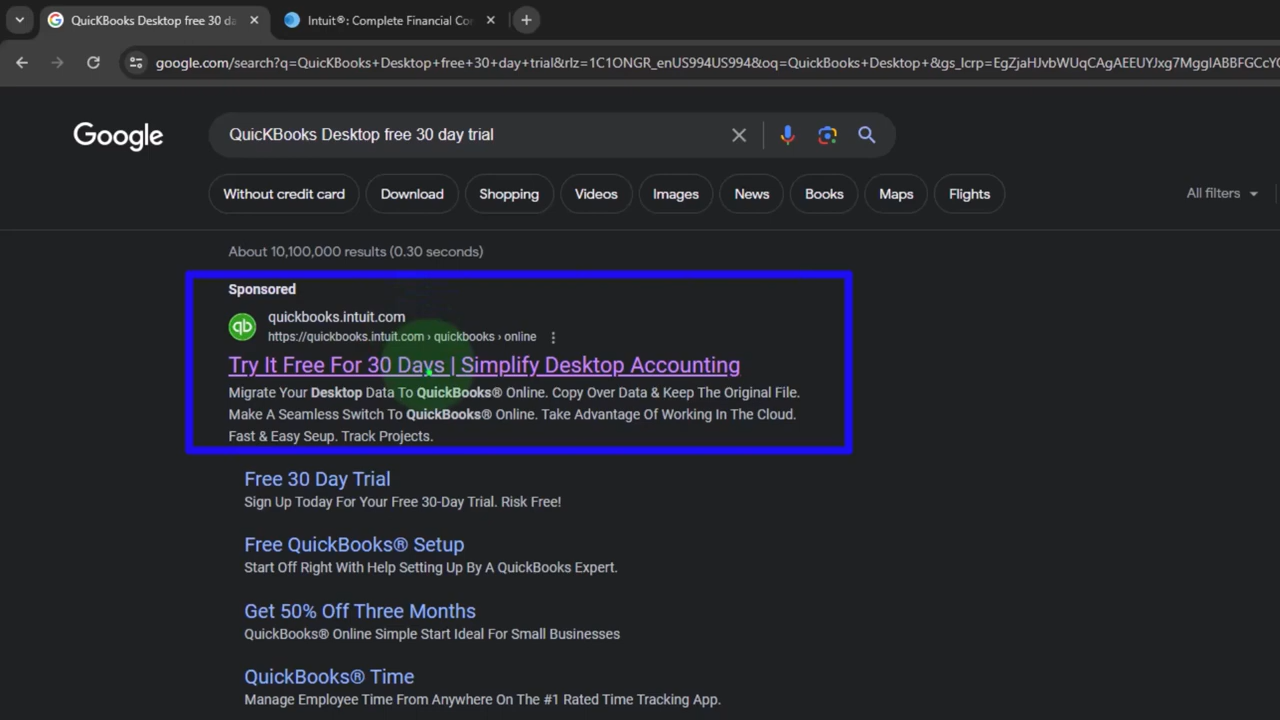 QuicKBooks Desktop free 30 da
Intuit®: Complete Financial Co
google.com/search?q=QuicKBooks+Desktop+free+30+day+trial&rlz=1C1ONGR_enUS994US994&oq=QuickBooks+Desktop+&gs_lcrp=EgZjaHJvbWUqCAgAEEUYJxg7MggIABBFGCcY
Google
QuicKBooks Desktop free 30 day trial
Without credit card
Download
Shopping
Videos
Images
News
Books
Maps
Flights
All filters
About 10,100,000 results (0.30 seconds)
Sponsored
qb
quickbooks.intuit.com
https://quickbooks.intuit.com › quickbooks › online
Try It Free For 30 Days | Simplify Desktop Accounting
Migrate Your Desktop Data To QuickBooks® Online. Copy Over Data & Keep The Original File.
Make A Seamless Switch To QuickBooks® Online. Take Advantage Of Working In The Cloud.
Fast & Easy Seup. Track Projects.
Free 30 Day Trial
Sign Up Today For Your Free 30-Day Trial. Risk Free!
Free QuickBooks® Setup
Start Off Right With Help Setting Up By A QuickBooks Expert.
Get 50% Off Three Months
QuickBooks® Online Simple Start Ideal For Small Businesses
QuickBooks® Time
Manage Employee Time From Anywhere On The #1 Rated Time Tracking App.